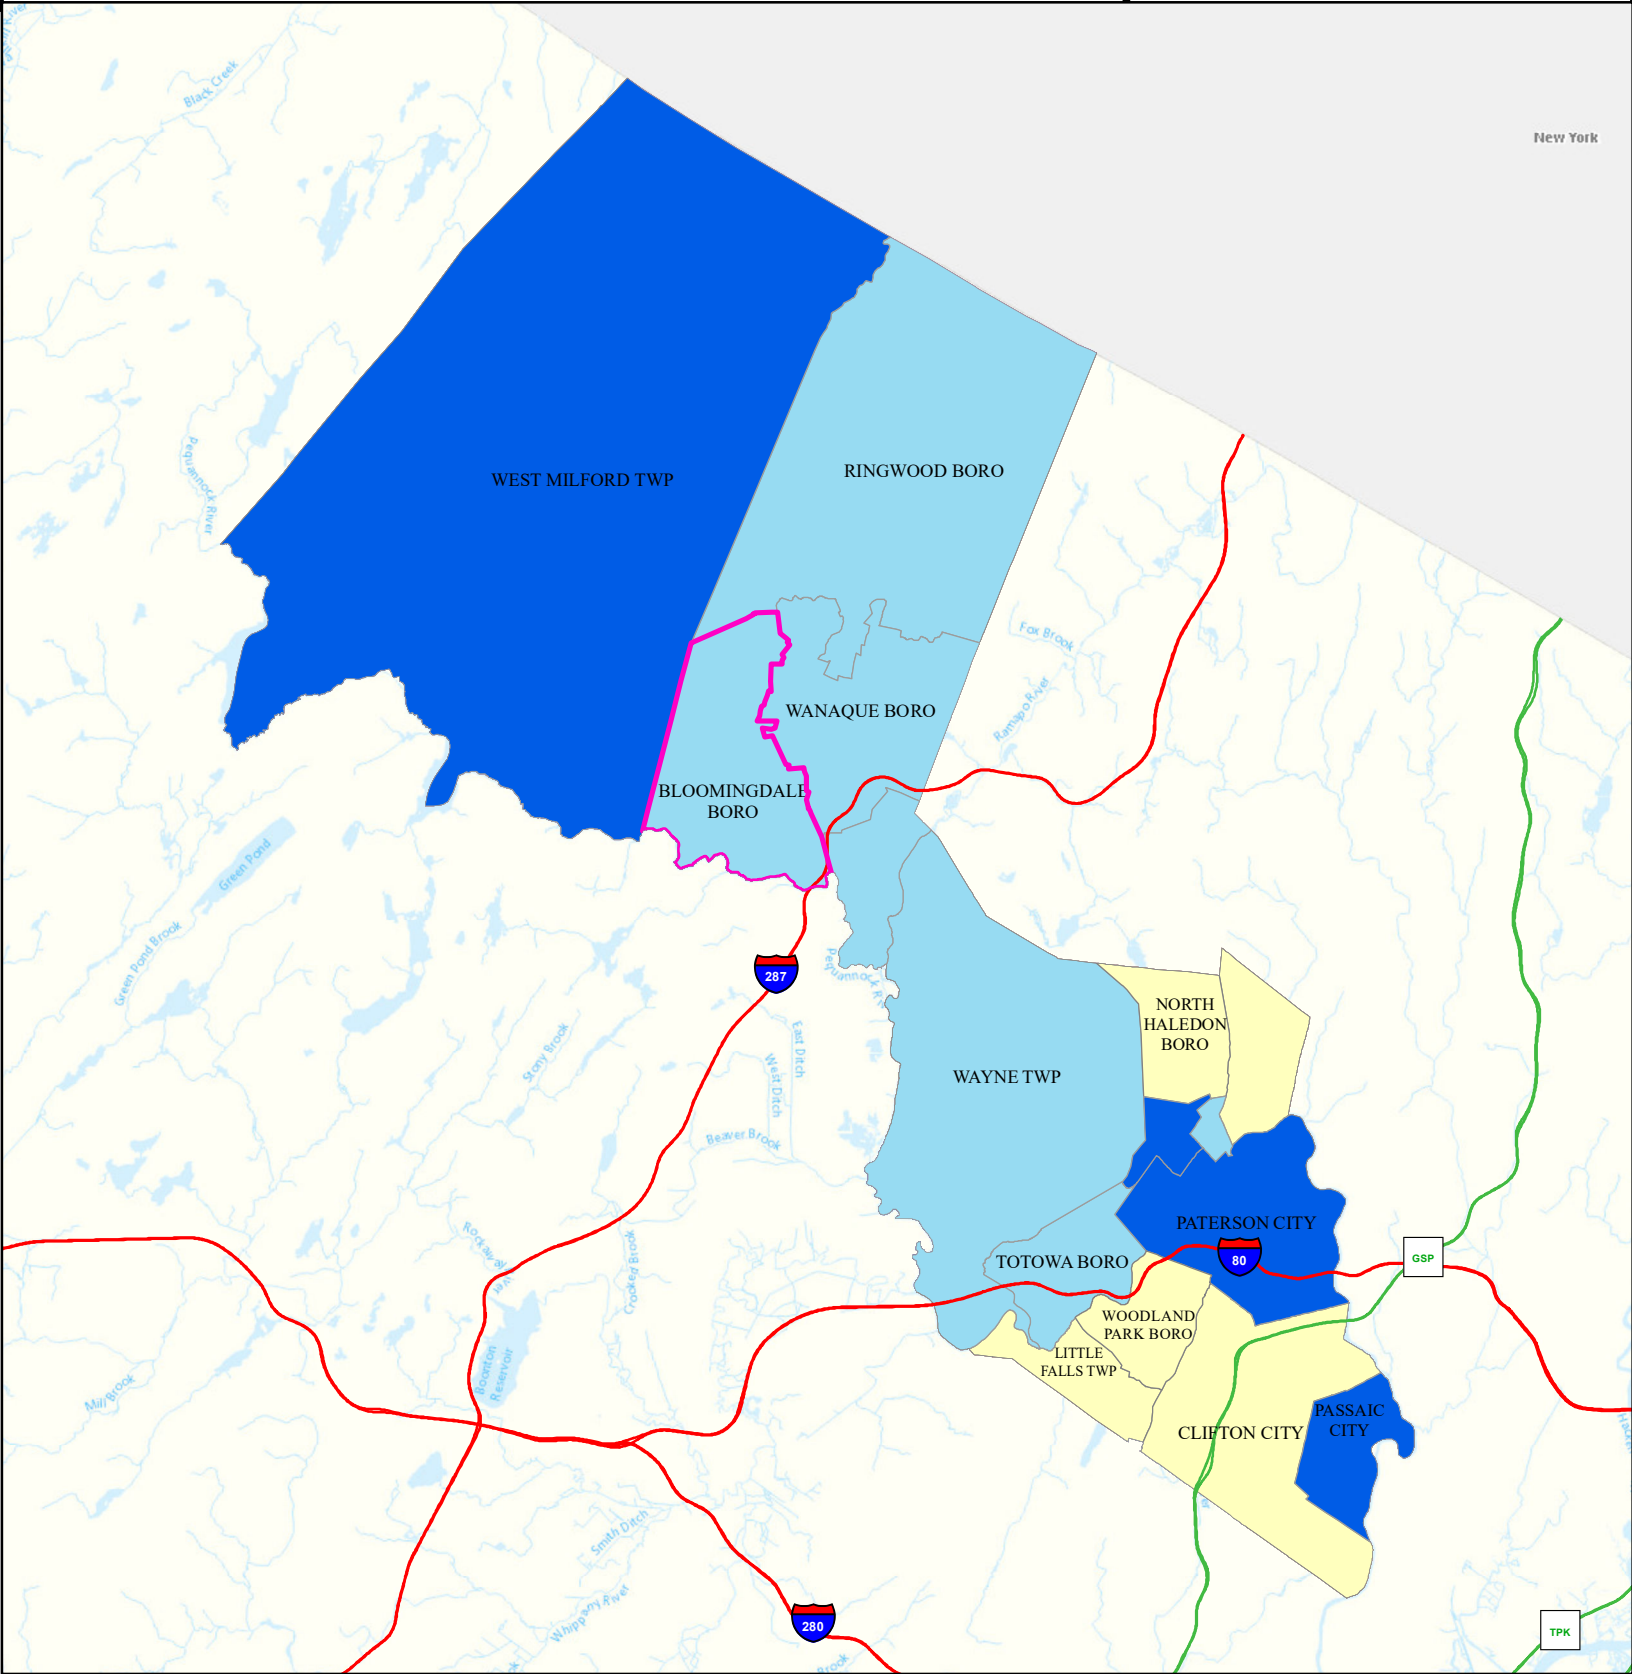 Black Creek
New York
Pequannock River
WEST MILFORD TWP
RINGWOOD BORO
Fox Brook
Ramapo River
WANAQUE BORO
BLOOMINGDALE
BORO
Green Pond
Green Pond Brook
287
Pequannock R
Stony Brook
East Ditch
West Ditch
Beaver Brook
NORTH
HALEDON
BORO
WAYNE TWP
PATERSON CITY
TOTOWA BORO
80
GSP
Crooked Brook
WOODLAND
PARK BORO
LITTLE
FALLS TWP
Boonton
Reservoir
Mill Brook
CLIFTON CITY
PASSAIC
CITY
Smith Ditch
Whippany River
280
TPK
Brook